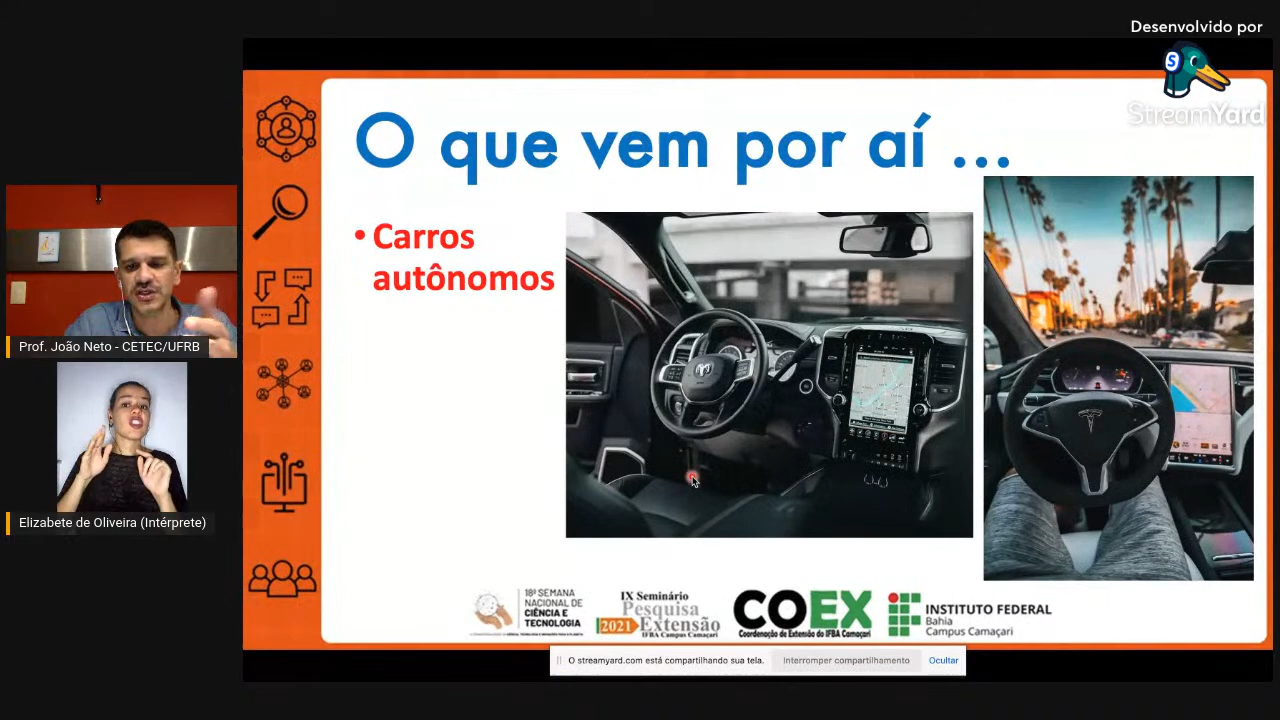 Desenvolvido por
StreamYard
O que vem por aí ...
• Carros
autônomos
Prof. João Neto - CETEC/UFRB
Elizabete de Oliveira (Intérprete)
18ª SEMANA
NACIONAL DE
CIÊNCIA E
TECNOLOGIA
IX Seminário
Pesquisa
2021 Extensão
IFBA Campus Camaçari
COEX
Coordenação de Extensão do IFBA Camaçari
INSTITUTO FEDERAL
Bahia
Campus Camaçari
O streamyard.com está compartilhando sua tela.
Interromper compartilhamento
Ocultar